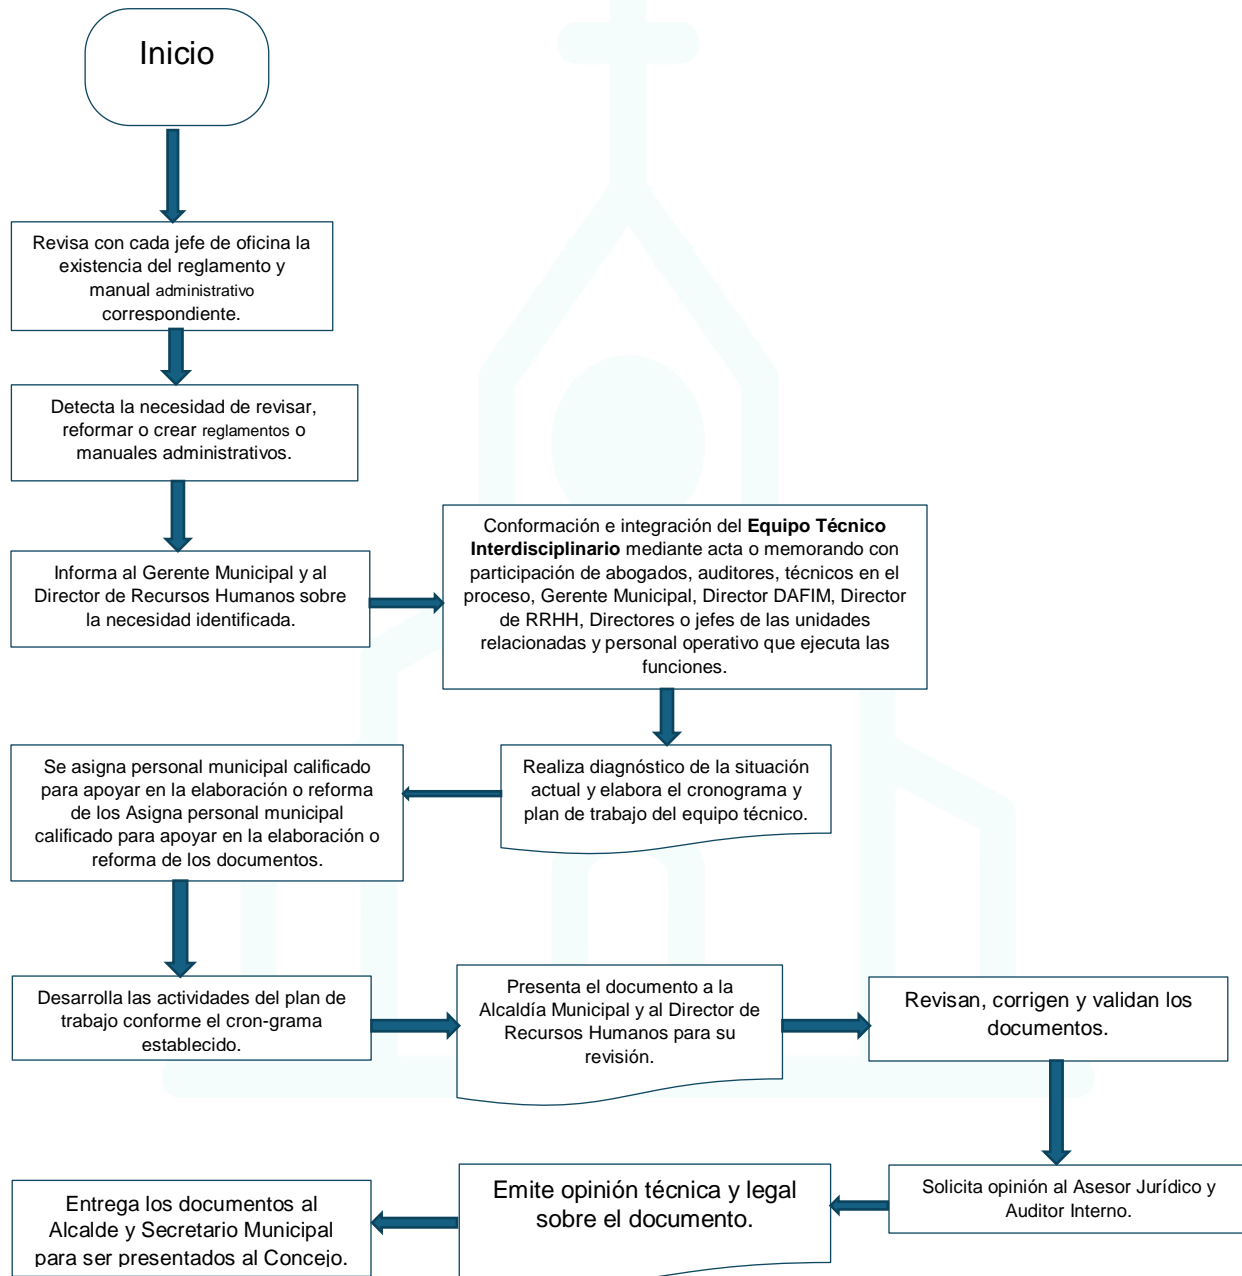 Inicio
Revisa con cada jefe de oficina la
existencia del reglamento y
manual administrativo
correspondiente.
Detecta la necesidad de revisar,
reformar o crear reglamentos o
manuales administrativos.
Informa al Gerente Municipal y al
Director de Recursos Humanos sobre
la necesidad identificada.
Conformación e integración del Equipo Técnico
Interdisciplinario mediante acta o memorando con
participación de abogados, auditores, técnicos en el
proceso, Gerente Municipal, Director DAFIM, Director
de RRHH, Directores o jefes de las unidades
relacionadas y personal operativo que ejecuta las
funciones.
Realiza diagnóstico de la situación
actual y elabora el cronograma y
plan de trabajo del equipo técnico.
Se asigna personal municipal calificado
para apoyar en la elaboración o reforma
de los Asigna personal municipal
calificado para apoyar en la elaboración o
reforma de los documentos.
Desarrolla las actividades del plan de
trabajo conforme el cron-grama
establecido.
Presenta el documento a la
Alcaldía Municipal y al Director de
Recursos Humanos para su
revisión.
Revisan, corrigen y validan los
documentos.
Solicita opinión al Asesor Jurídico y
Auditor Interno.
Emite opinión técnica y legal
sobre el documento.
Entrega los documentos al
Alcalde y Secretario Municipal
para ser presentados al Concejo.